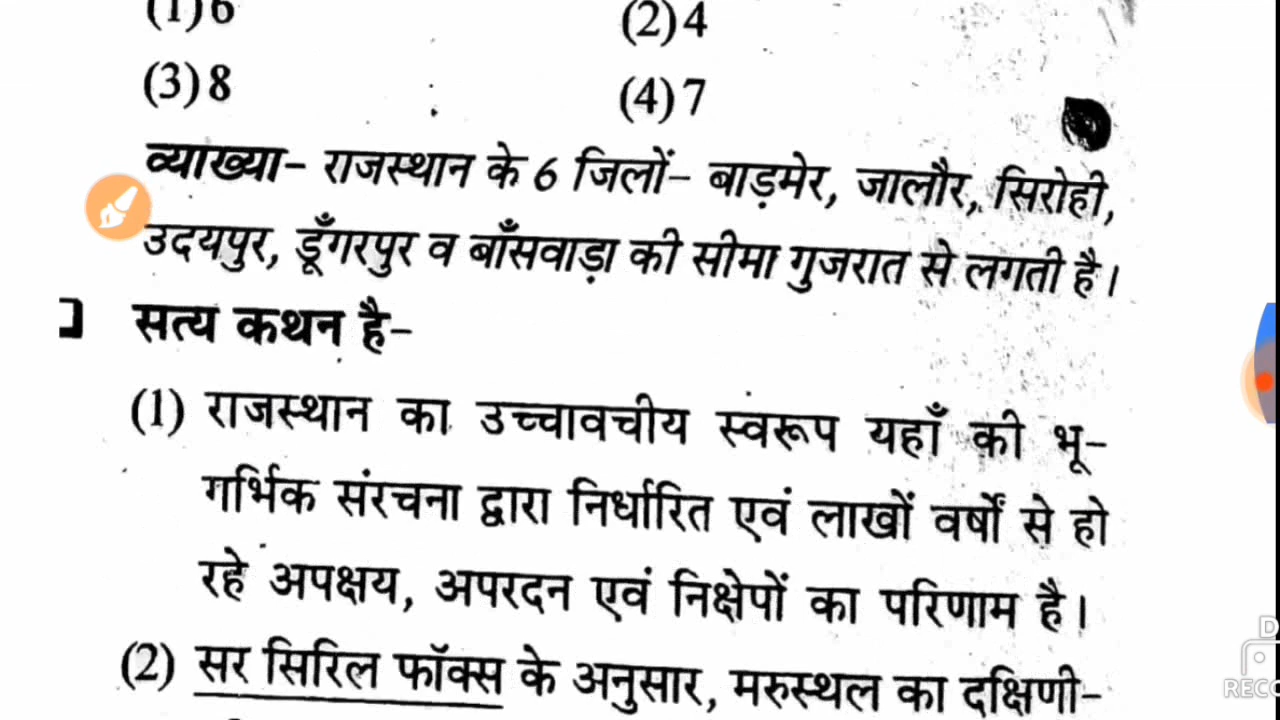 (1) 6 (2) 4
(3) 8 (4) 7
व्याख्या– राजस्थान के 6 जिलों– बाड़मेर, जालौर, सिरोही,
उदयपुर, डूँगरपुर व बाँसवाड़ा की सीमा गुजरात से लगती है।
सत्य कथन है–
(1) राजस्थान का उच्चावचीय स्वरूप यहाँ की भू–
गर्भिक संरचना द्वारा निर्धारित एवं लाखों वर्षों से हो
रहे अपक्षय, अपरदन एवं निक्षेपों का परिणाम है।
(2) सर सिरिल फॉक्स के अनुसार, मरुस्थल का दक्षिणी–